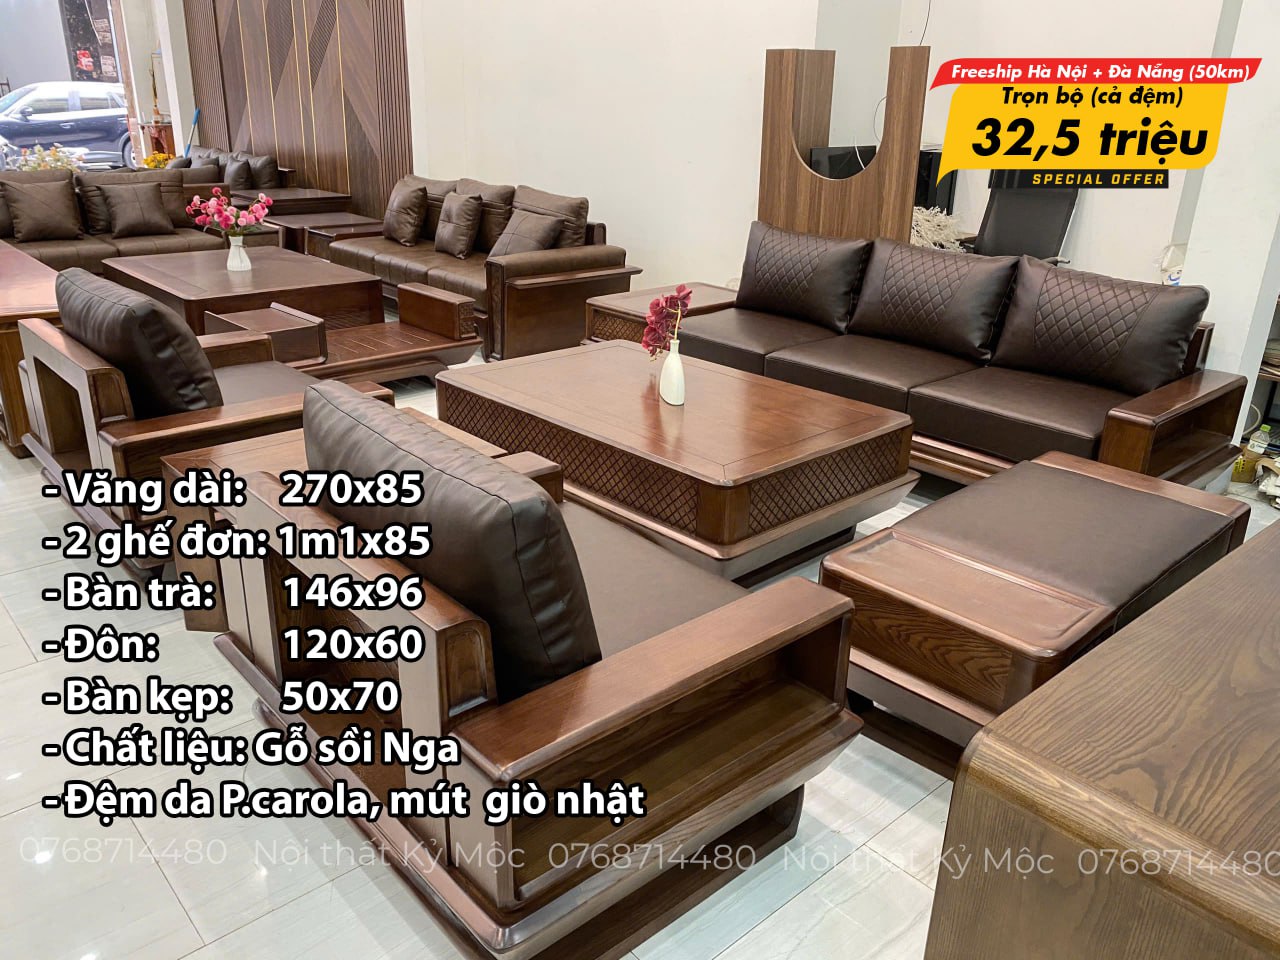 Freeship Hà Nội + Đà Nẵng (50km)
Trọn bộ (cả đệm)
32,5 triệu
SPECIAL OFFER
- Văng dài: 270x85
- 2 ghế đơn: 1m1x85
- Bàn trà: 146x96
- Đôn: 120x60
- Bàn kẹp: 50x70
- Chất liệu: Gỗ sồi Nga
- Đệm da P.carola, mút giò nhật
0768714480 Nội thất Kỷ Mộc 0768714480 Nội thất Kỷ Mộc 0768714480